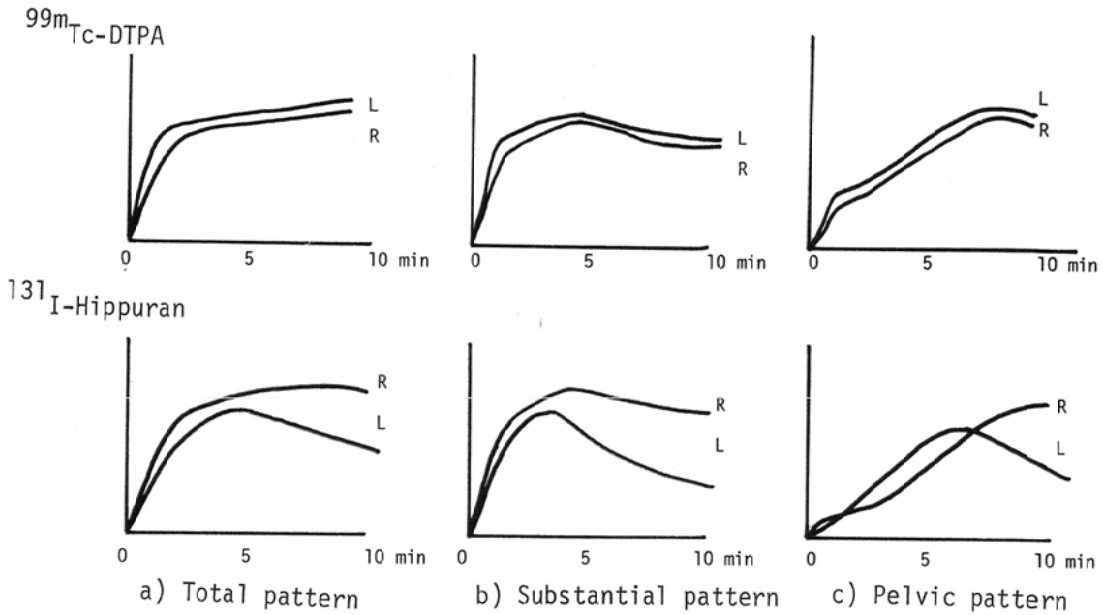 99mTc-DTPA
L
R
0 5 10 min
L
R
0 5 10 min
L
R
0 5 10 min
131I-Hippuran
R
L
0 5 10 min
R
L
0 5 10 min
R
L
0 5 10 min
a) Total pattern
b) Substantial pattern
c) Pelvic pattern